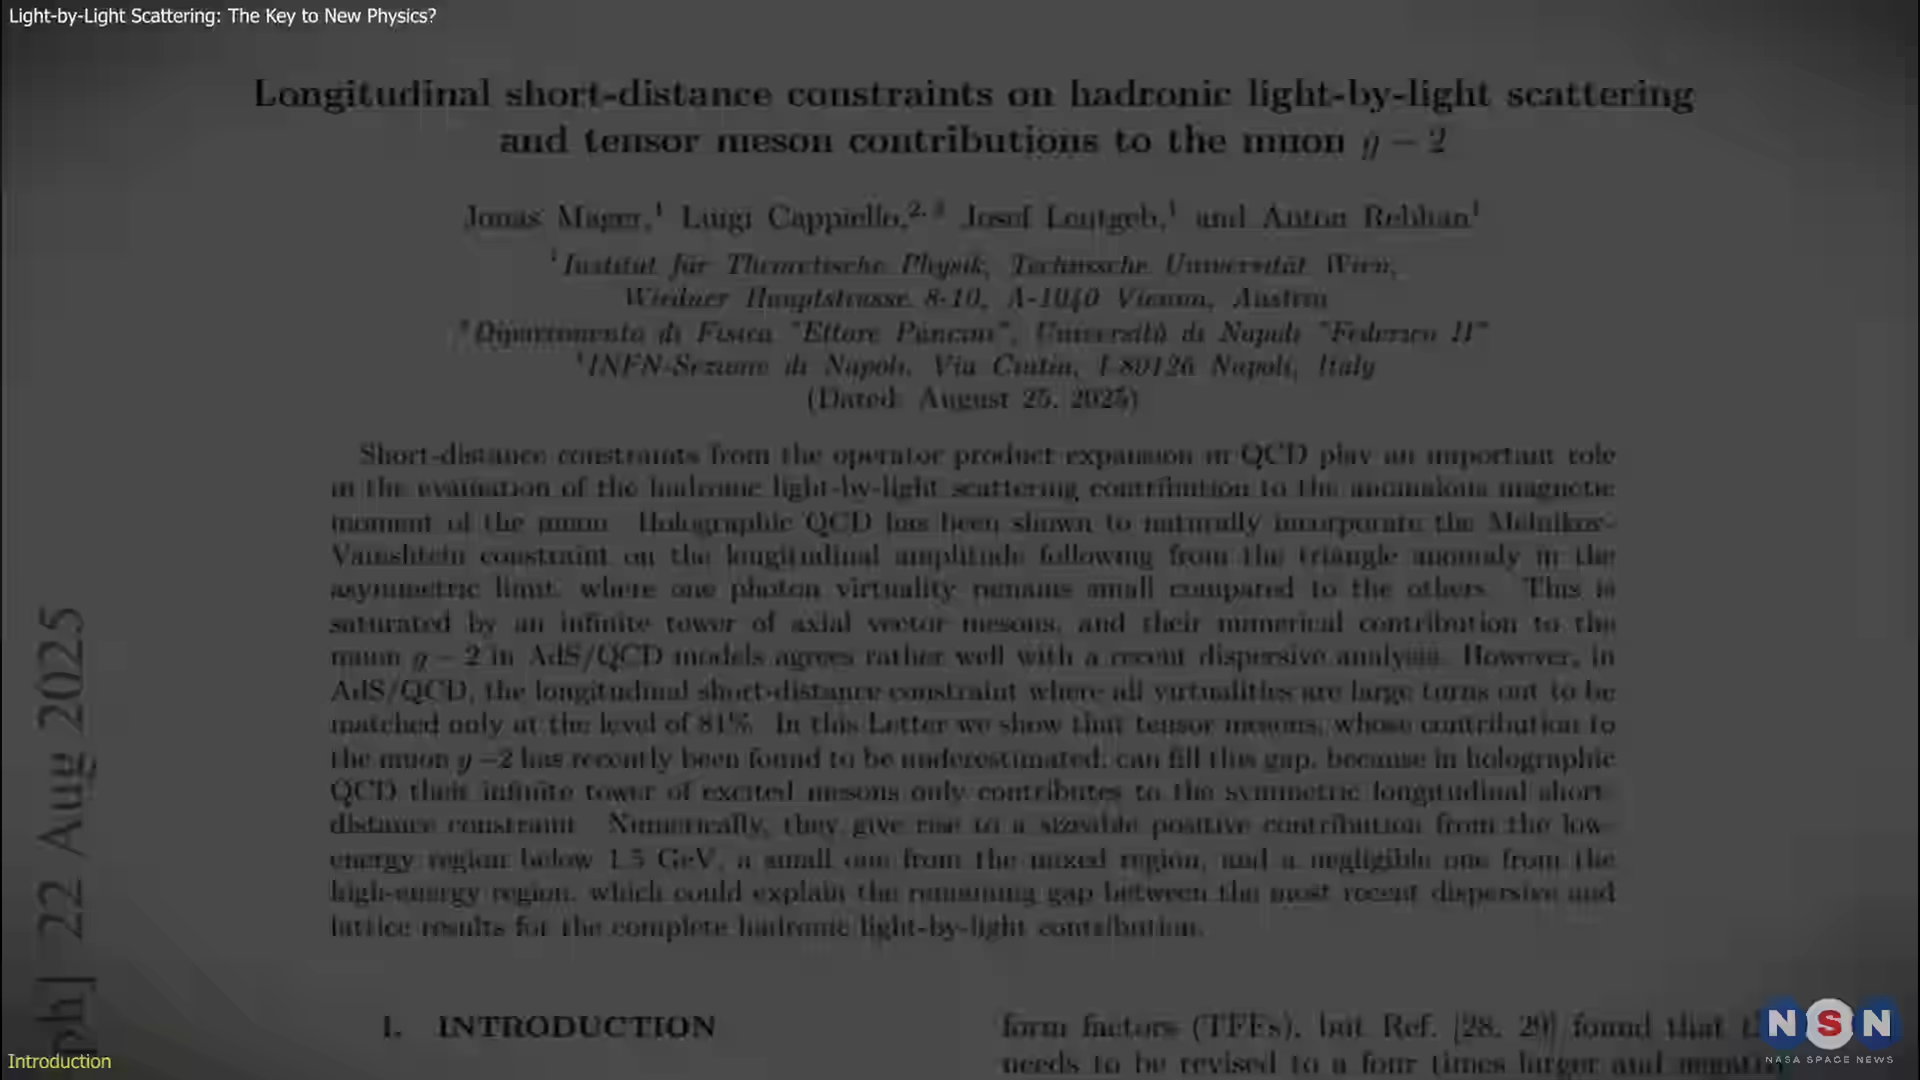 Light-by-Light Scattering: The Key to New Physics?
Longitudinal short-distance constraints on hadronic light-by-light scattering
and tensor meson contributions to the muon g − 2
Jonas Mager,¹ Luigi Cappiello,²,³ Josef Leutgeb,¹ and Anton Rebhan¹
¹Institut für Theoretische Physik, Technische Universität Wien,
Wiedner Hauptstrasse 8-10, A-1040 Vienna, Austria
²Dipartimento di Fisica "Ettore Pancini", Università di Napoli "Federico II"
³INFN-Sezione di Napoli, Via Cintia, I-80126 Napoli, Italy
(Dated: August 25, 2025)
Short-distance constraints from the operator product expansion in QCD play an important role
in the evaluation of the hadronic light-by-light scattering contribution to the anomalous magnetic
moment of the muon. Holographic QCD has been shown to naturally incorporate the Melnikov-
Vainshtein constraint on the longitudinal amplitude following from the triangle anomaly in the
asymmetric limit, where one photon virtuality remains small compared to the others. This is
saturated by an infinite tower of axial vector mesons, and their numerical contribution to the
muon g − 2 in AdS/QCD models agrees rather well with a recent dispersive analysis. However, in
AdS/QCD, the longitudinal short-distance constraint where all virtualities are large turns out to be
matched only at the level of 81%. In this Letter we show that tensor mesons, whose contribution to
the muon g −2 has recently been found to be underestimated, can fill this gap, because in holographic
QCD their infinite tower of excited mesons only contributes to the symmetric longitudinal short-
distance constraint. Numerically, they give rise to a sizeable positive contribution from the low-
energy region below 1.5 GeV, a small one from the mixed region, and a negligible one from the
high-energy region, which could explain the remaining gap between the most recent dispersive and
lattice results for the complete hadronic light-by-light contribution.
ph] 22 Aug 2025
I. INTRODUCTION
form factors (TFFs), but Ref. [28, 29] found that
needs to be revised to a four times larger and
NSN
NASA SPACE NEWS
Introduction